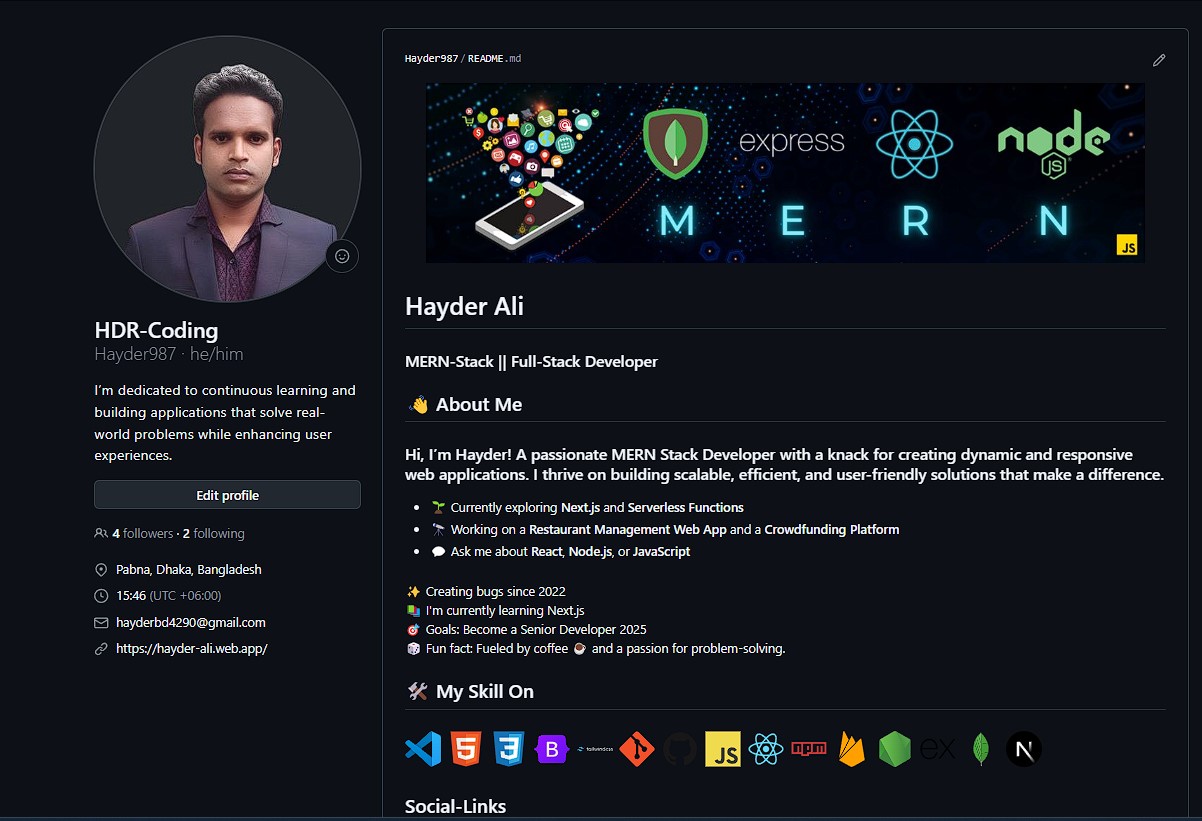 HDR-Coding
Hayder987 · he/him
I'm dedicated to continuous learning and
building applications that solve real-
world problems while enhancing user
experiences.
Edit profile
4 followers · 2 following
Pabna, Dhaka, Bangladesh
15:46 (UTC +06:00)
hayderbd4290@gmail.com
https://hayder-ali.web.app/
Hayder987 / README.md
express
node
JS
M E R N
JS
Hayder Ali
MERN-Stack || Full-Stack Developer
👋 About Me
Hi, I'm Hayder! A passionate MERN Stack Developer with a knack for creating dynamic and responsive
web applications. I thrive on building scalable, efficient, and user-friendly solutions that make a difference.
• 🌱 Currently exploring Next.js and Serverless Functions
• 🔭 Working on a Restaurant Management Web App and a Crowdfunding Platform
• 💬 Ask me about React, Node.js, or JavaScript
✨ Creating bugs since 2022
📚 I'm currently learning Next.js
🎯 Goals: Become a Senior Developer 2025
🎲 Fun fact: Fueled by coffee ☕ and a passion for problem-solving.
🛠️ My Skill On
5 3 B tailwindcss JS npm ex N
Social-Links